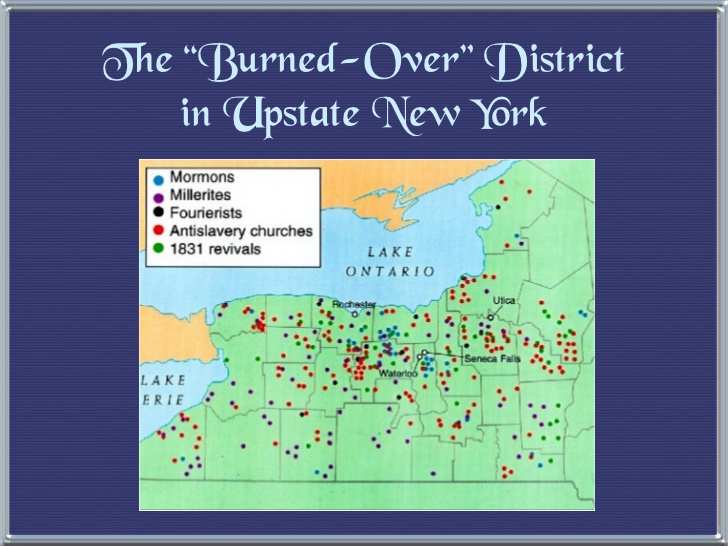 The “Burned-Over” District
in Upstate New York
Mormons
Millerites
Fourierists
Antislavery churches
1831 revivals
LAKE
ONTARIO
Rochester
Utica
Seneca Falls
Waterloo
LAKE
ERIE